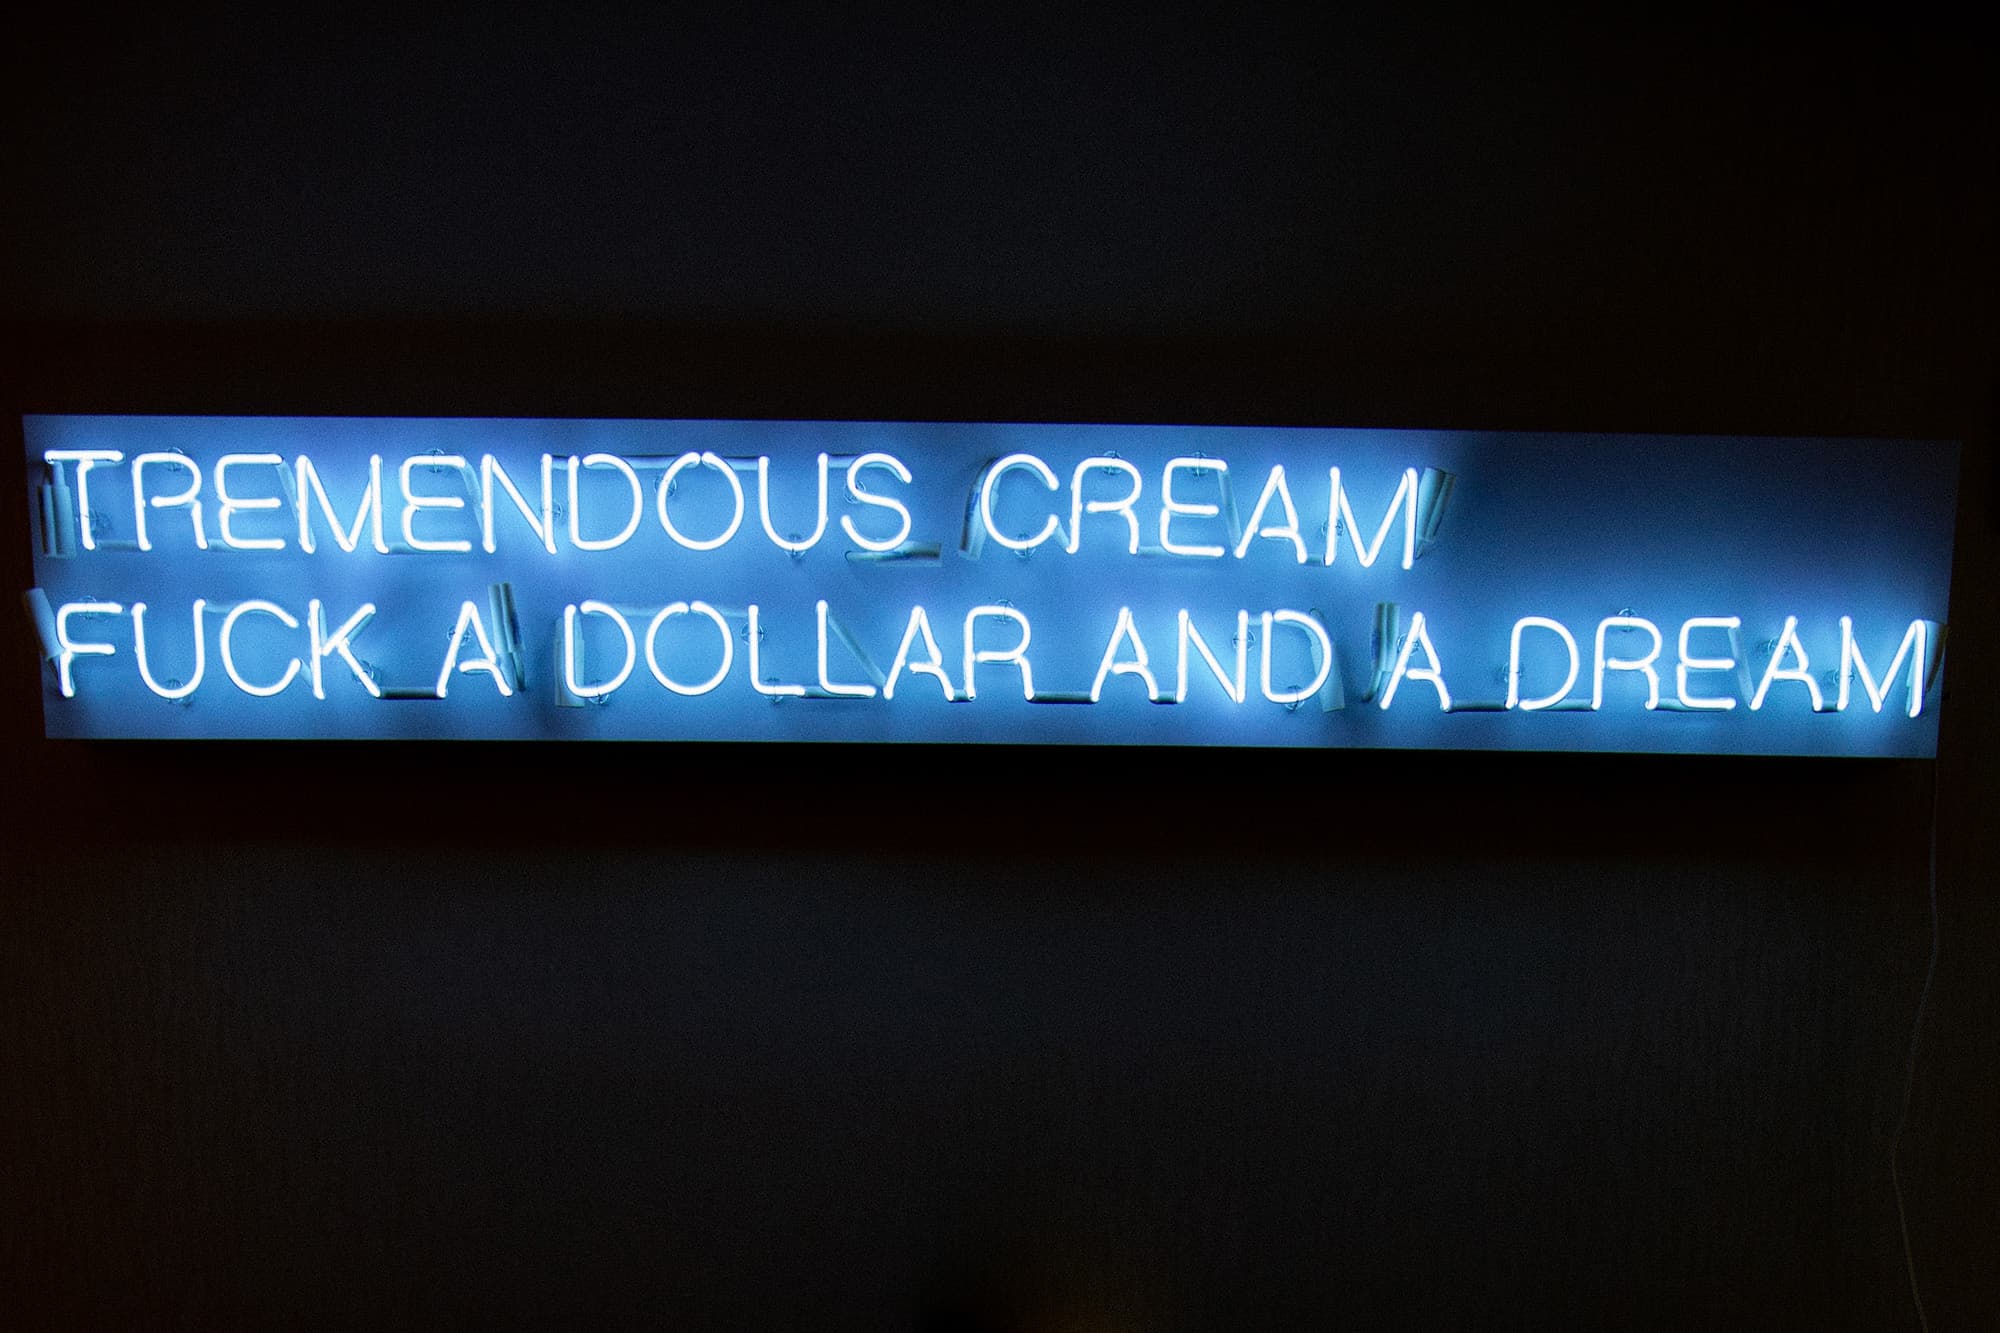 TREMENDOUS CREAM
FUCK A DOLLAR AND A DREAM